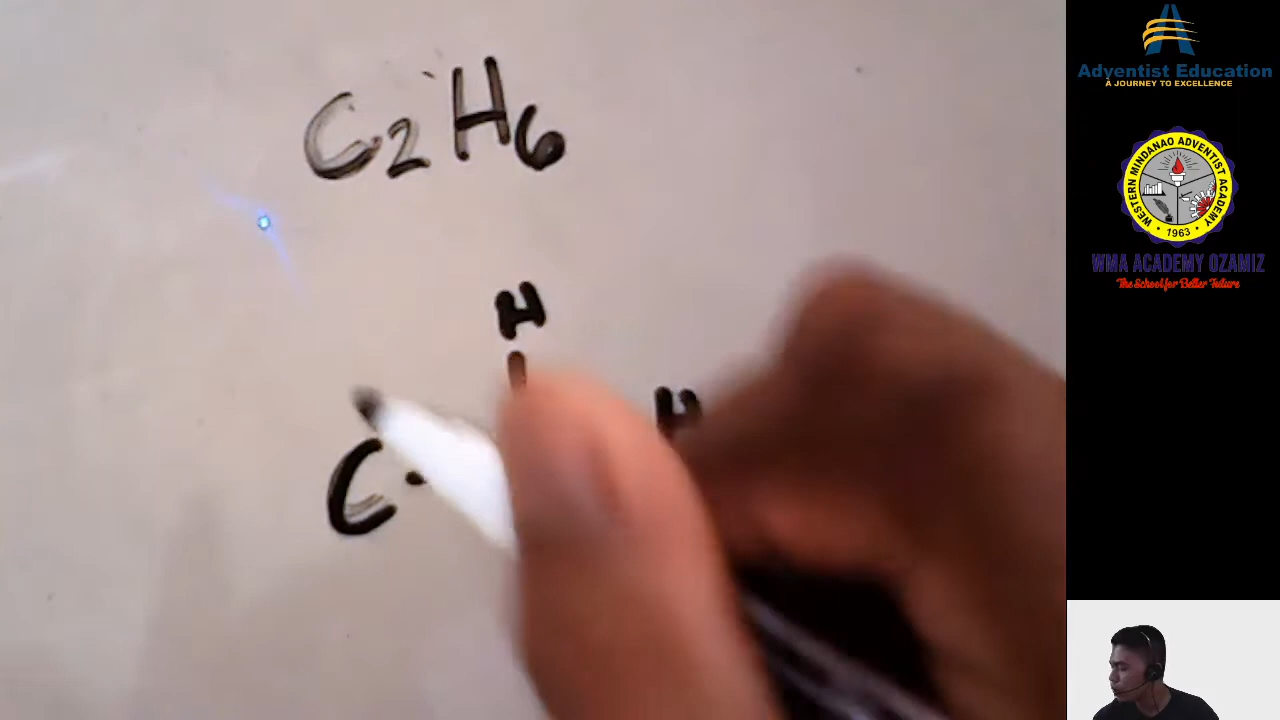 C2H6
H
H
C
Adventist Education
A JOURNEY TO EXCELLENCE
WESTERN MINDANAO ADVENTIST ACADEMY
• 1963 •
WMA ACADEMY OZAMIZ
The School for Better Future